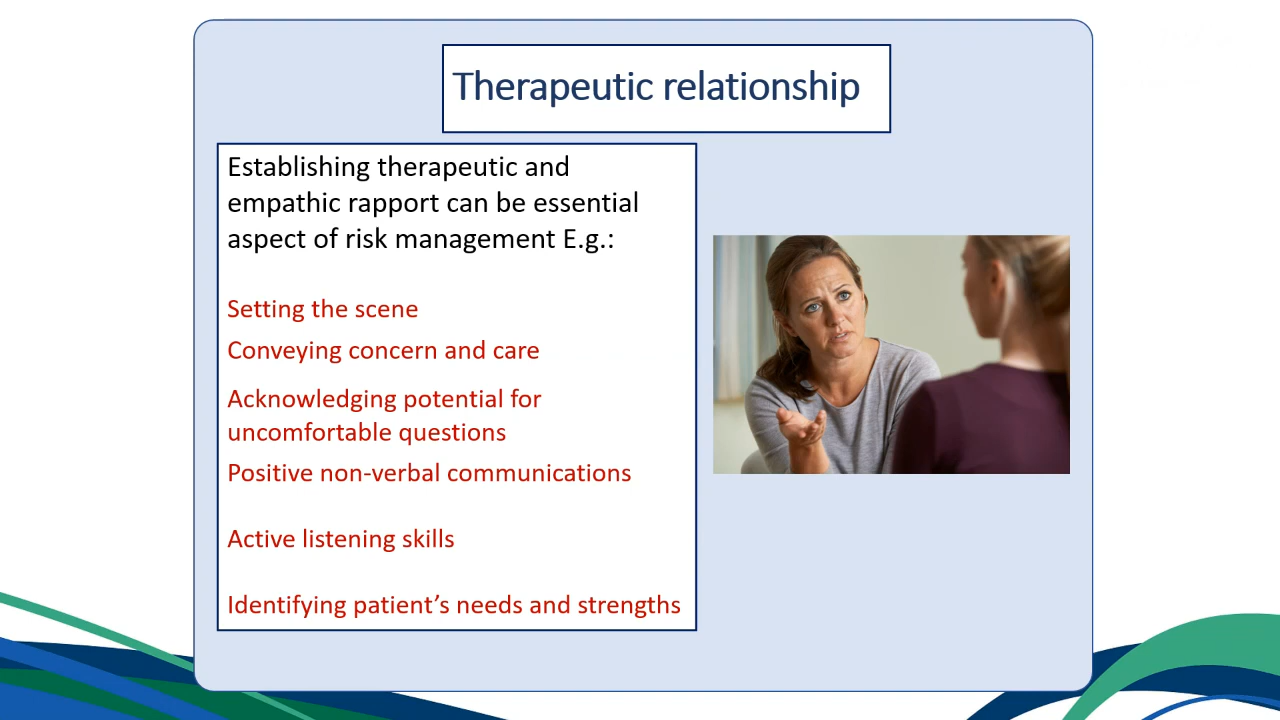 Therapeutic relationship
Establishing therapeutic and
empathic rapport can be essential
aspect of risk management E.g.:
Setting the scene
Conveying concern and care
Acknowledging potential for
uncomfortable questions
Positive non-verbal communications
Active listening skills
Identifying patient’s needs and strengths